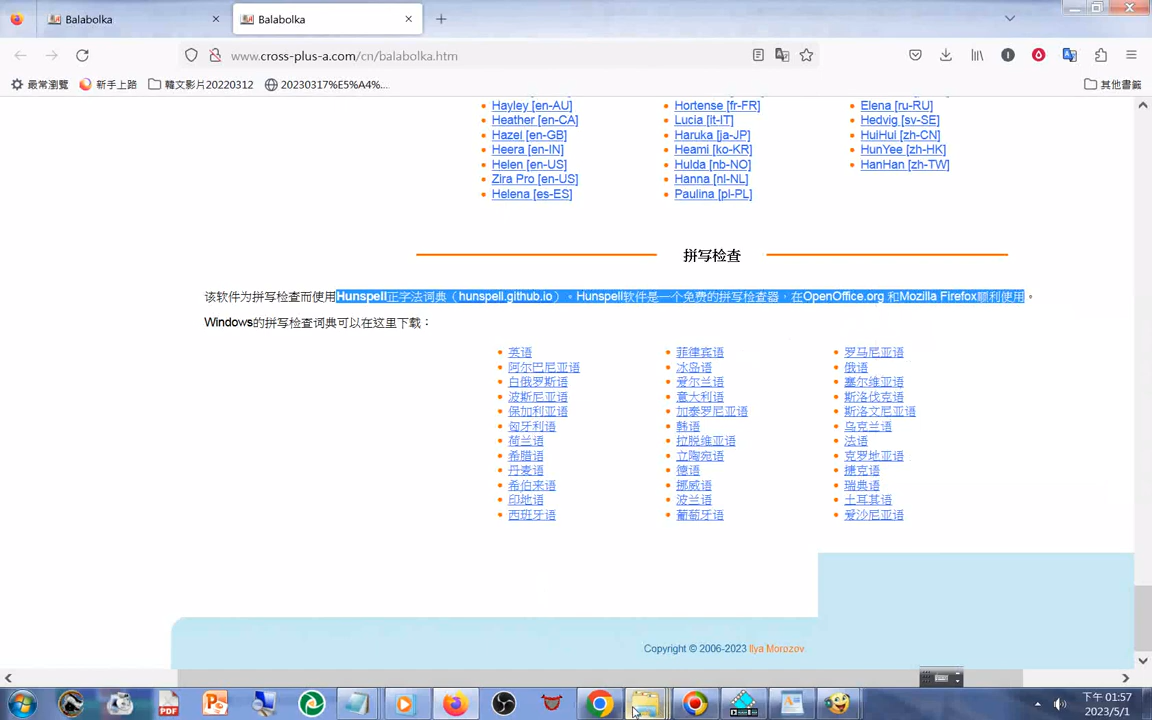 Balabolka
Balabolka
www.cross-plus-a.com/cn/balabolka.htm
最常瀏覽
新手上路
韓文影片20220312
20230317%E5%A4%...
其他書籤
Hayley [en-AU]
Hortense [fr-FR]
Elena [ru-RU]
Heather [en-CA]
Lucia [it-IT]
Hedvig [sv-SE]
Hazel [en-GB]
Haruka [ja-JP]
HuiHui [zh-CN]
Heera [en-IN]
Heami [ko-KR]
HunYee [zh-HK]
Helen [en-US]
Hulda [nb-NO]
HanHan [zh-TW]
Zira Pro [en-US]
Hanna [nl-NL]
Helena [es-ES]
Paulina [pl-PL]
拼写检查
该软件为拼写检查而使用Hunspell正字法词典（hunspell.github.io）。Hunspell软件是一个免费的拼写检查器，在OpenOffice.org 和Mozilla Firefox顺利使用。
Windows的拼写检查词典可以在这里下载：
英语
菲律宾语
罗马尼亚语
阿尔巴尼亚语
冰岛语
俄语
白俄罗斯语
爱尔兰语
塞尔维亚语
波斯尼亚语
意大利语
斯洛伐克语
保加利亚语
加泰罗尼亚语
斯洛文尼亚语
匈牙利语
韩语
乌克兰语
荷兰语
拉脱维亚语
法语
希腊语
立陶宛语
克罗地亚语
丹麦语
德语
捷克语
希伯来语
挪威语
瑞典语
印地语
波兰语
土耳其语
西班牙语
葡萄牙语
爱沙尼亚语
Copyright © 2006-2023 Ilya Morozov
下午 01:57
2023/5/1